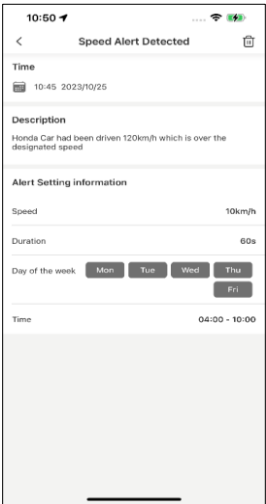 10:50
Speed Alert Detected
Time
10:45 2023/10/25
Description
Honda Car had been driven 120km/h which is over the
designated speed
Alert Setting information
Speed 10km/h
Duration 60s
Day of the week Mon Tue Wed Thu
Fri
Time 04:00 - 10:00